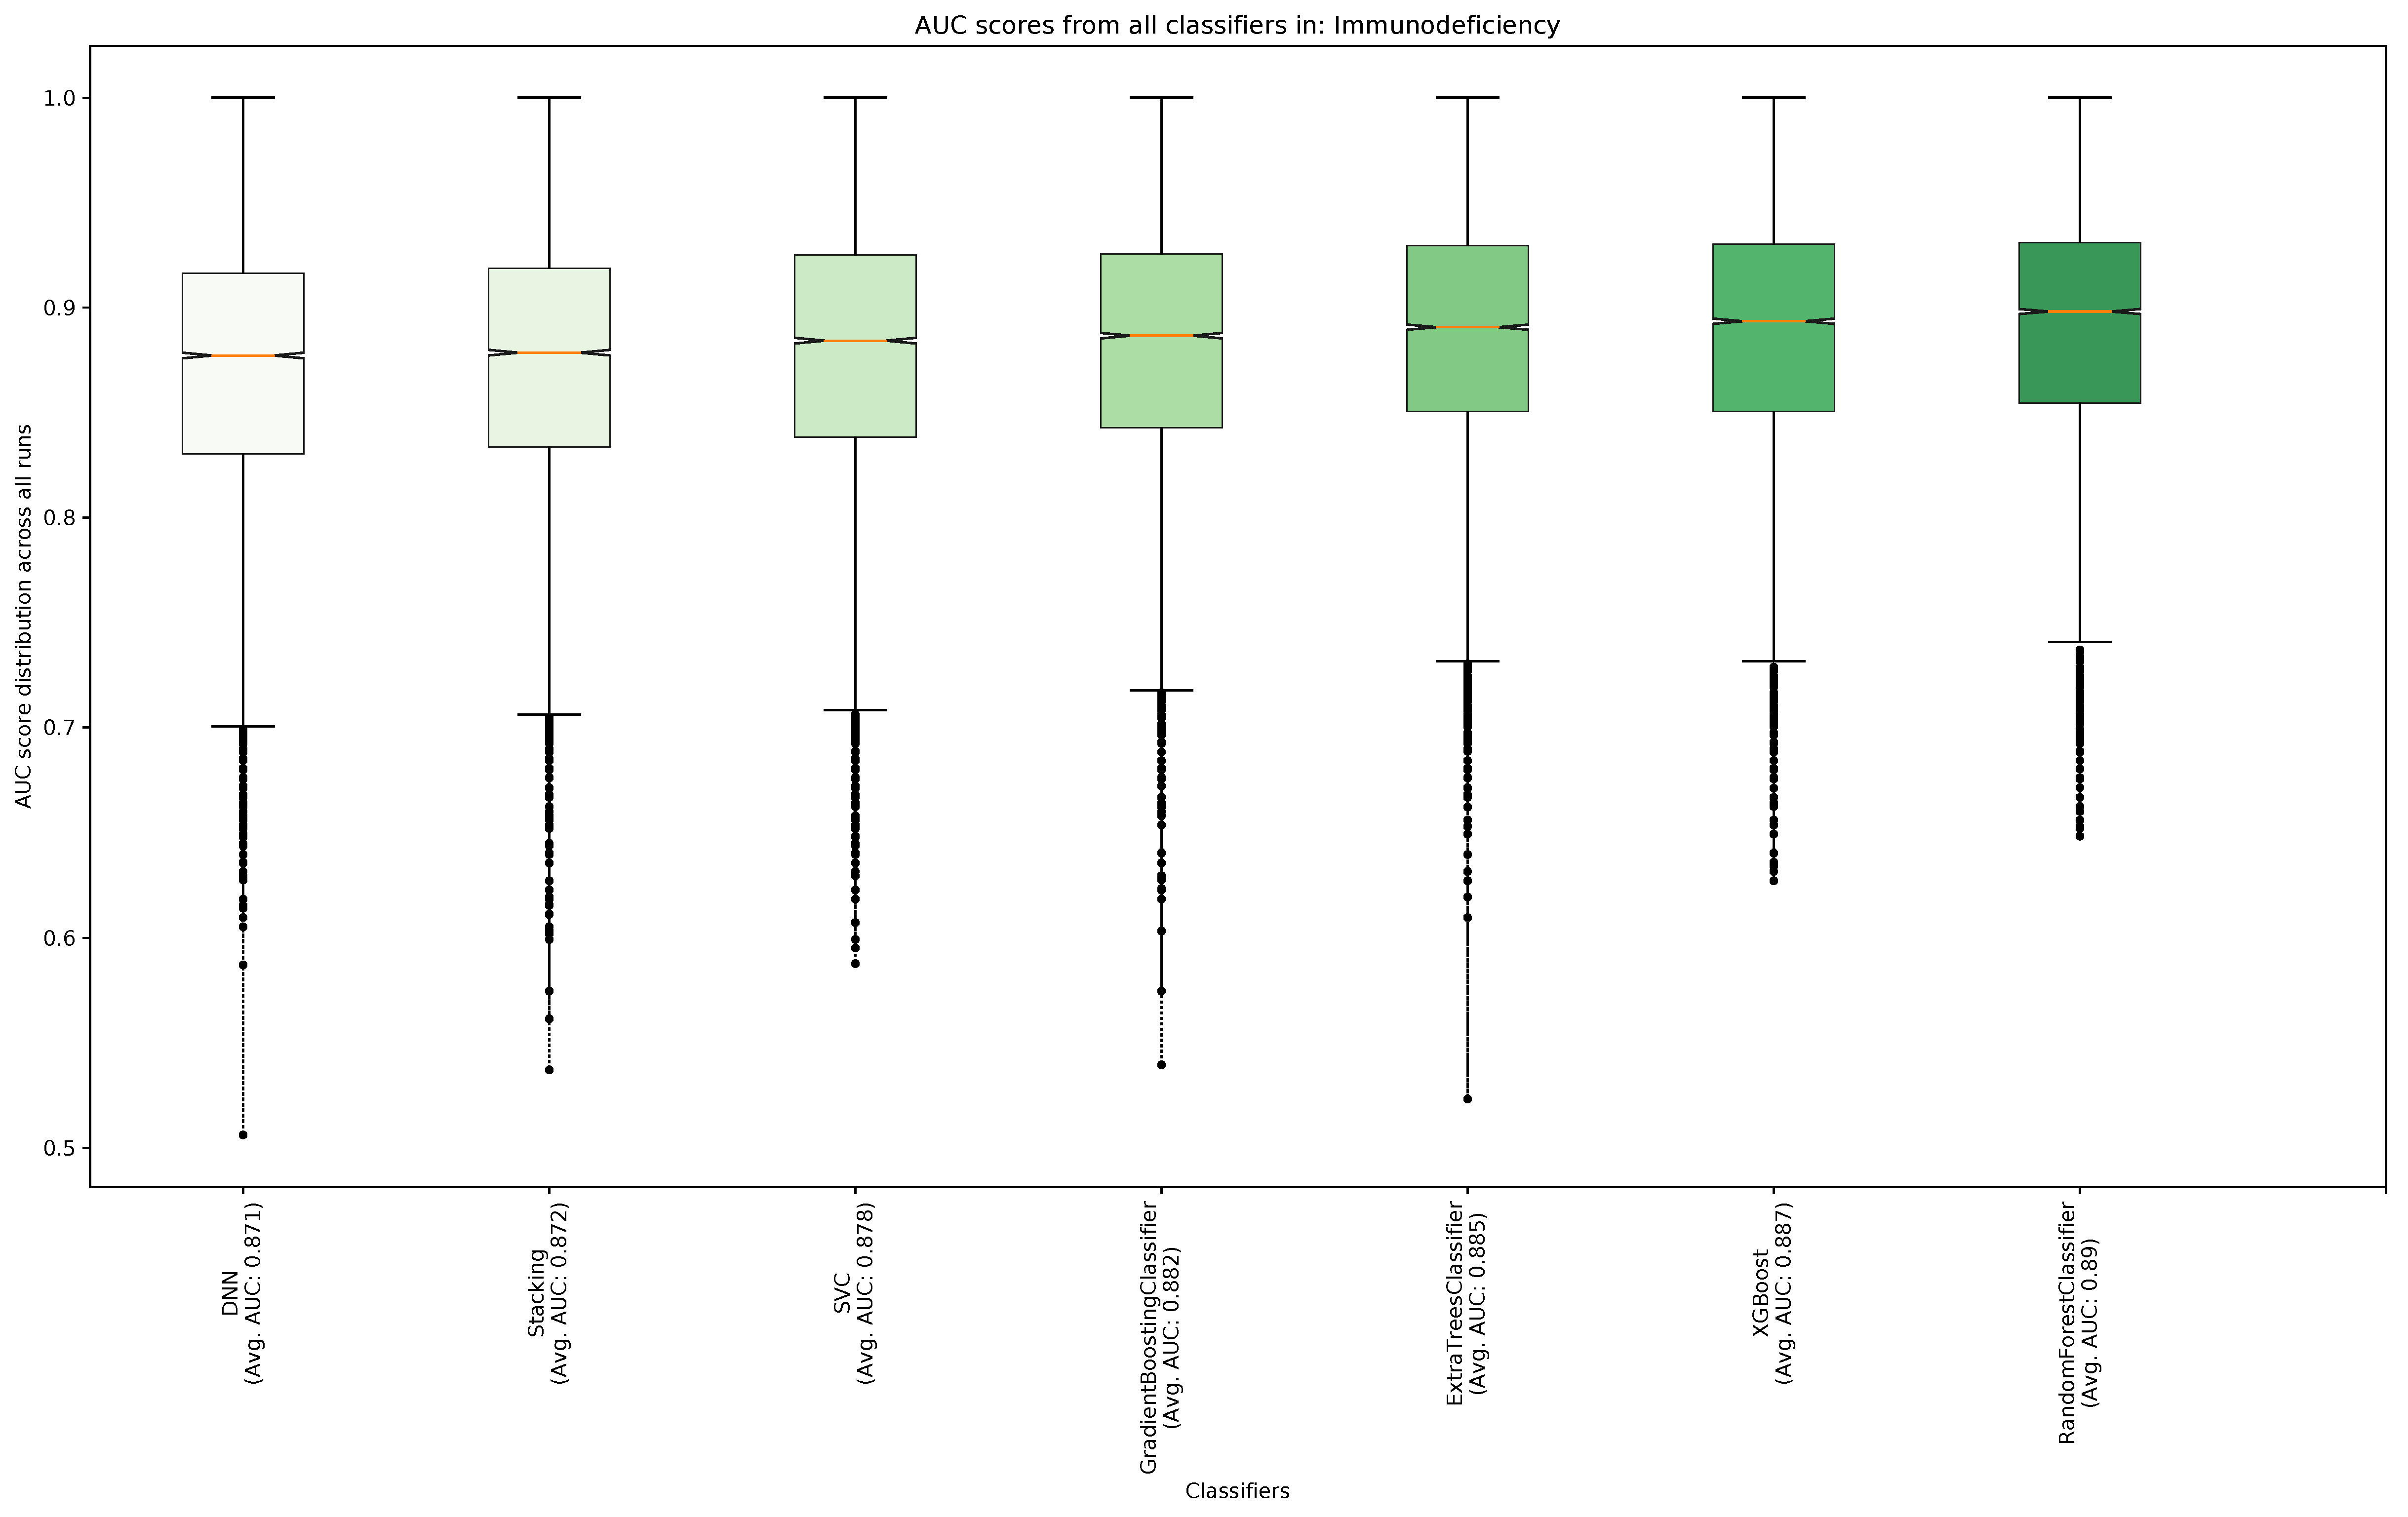 AUC scores from all classifiers in: Immunodeficiency
AUC score distribution across all runs
1.0
0.9
0.8
0.7
0.6
0.5
DNN
(Avg. AUC: 0.871)
Stacking
(Avg. AUC: 0.872)
SVC
(Avg. AUC: 0.878)
GradientBoostingClassifier
(Avg. AUC: 0.882)
ExtraTreesClassifier
(Avg. AUC: 0.885)
XGBoost
(Avg. AUC: 0.887)
RandomForestClassifier
(Avg. AUC: 0.89)
Classifiers